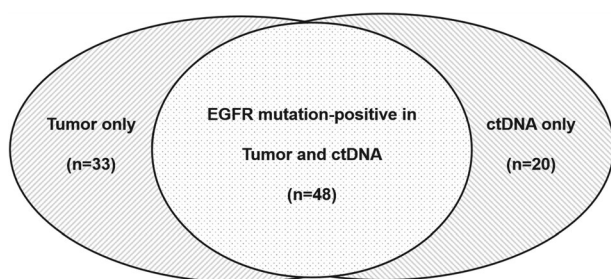 Tumor only
(n=33)
EGFR mutation-positive in
Tumor and ctDNA
(n=48)
ctDNA only
(n=20)